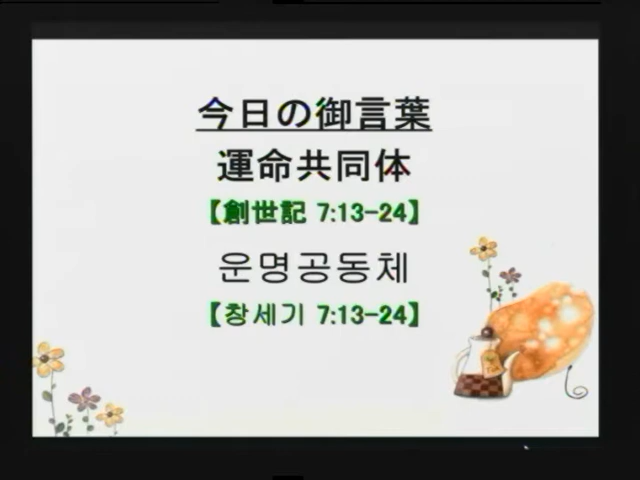 今日の御言葉
運命共同体
【創世記 7:13-24】
운명공동체
【창세기 7:13-24】